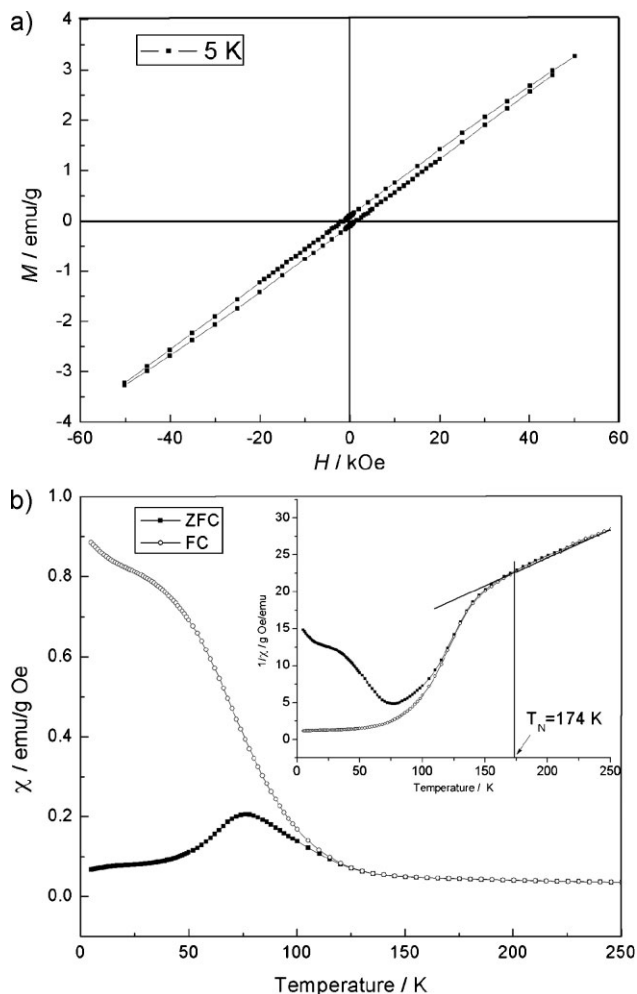 a)
5 K
4
3
2
1
0
-1
-2
-3
-4
M / emu/g
-60 -40 -20 0 20 40 60
H / kOe
b)
1.0
0.8
0.6
0.4
0.2
0.0
χ / emu/g Oe
ZFC
FC
30
25
20
15
10
5
0
1/χ / g Oe/emu
T_N=174 K
0 50 100 150 200 250
Temperature / K
0 50 100 150 200 250
Temperature / K